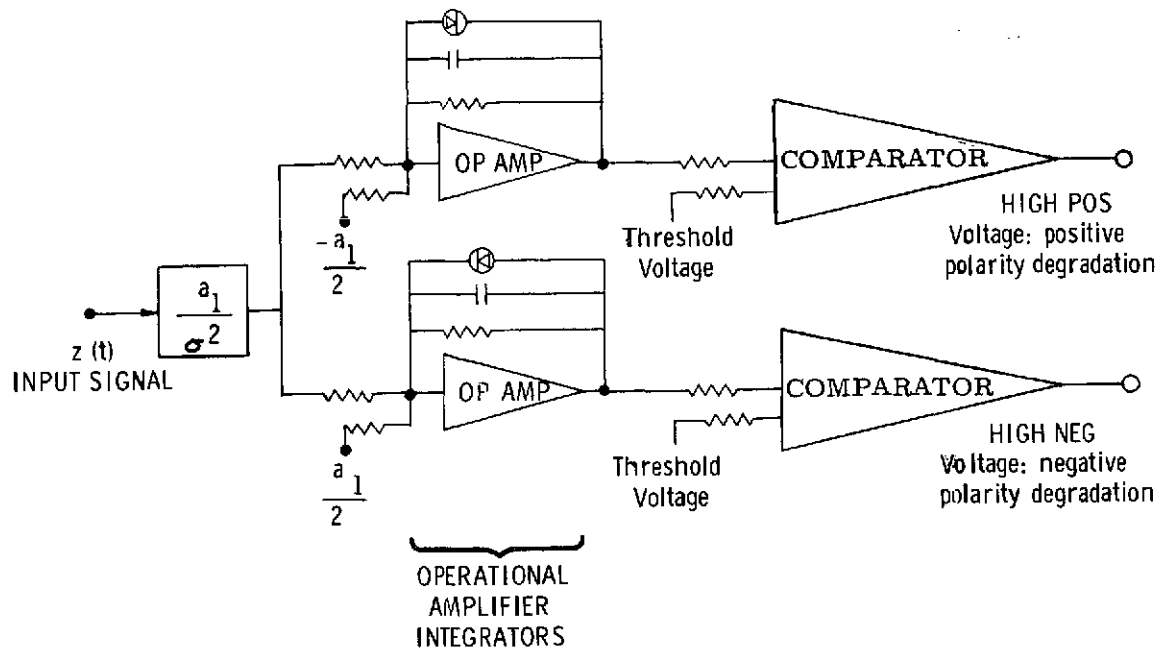 OP AMP
COMPARATOR
-a1
2
Threshold
Voltage
HIGH POS
Voltage: positive
polarity degradation
a1
σ2
z (t)
INPUT SIGNAL
OP AMP
COMPARATOR
a1
2
Threshold
Voltage
HIGH NEG
Voltage: negative
polarity degradation
OPERATIONAL
AMPLIFIER
INTEGRATORS